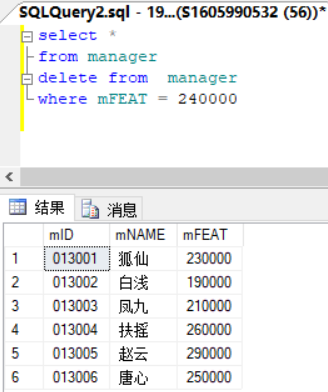 SQLQuery2.sql - 19...(S1605990532 (56))*
select *
from manager
delete from manager
where mFEAT = 240000
结果 消息
mID mNAME mFEAT
1 013001 狐仙 230000
2 013002 白浅 190000
3 013003 凤九 210000
4 013004 扶摇 260000
5 013005 赵云 290000
6 013006 唐心 250000